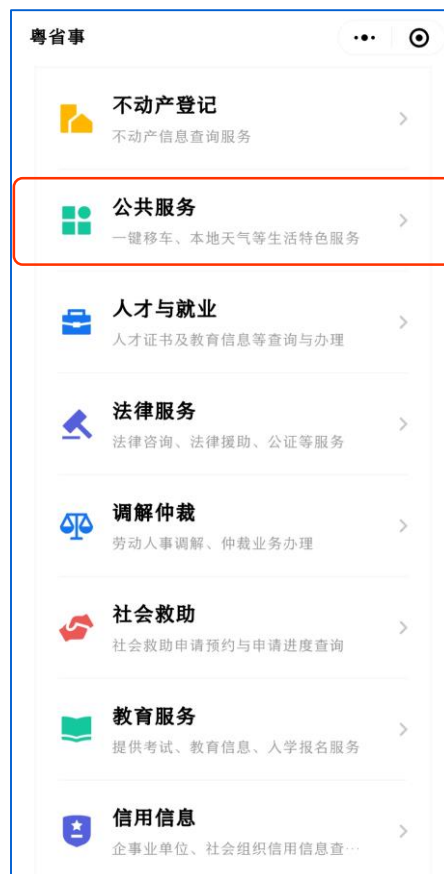 粤省事
不动产登记
不动产信息查询服务
公共服务
一键移车、本地天气等生活特色服务
人才与就业
人才证书及教育信息等查询与办理
法律服务
法律咨询、法律援助、公证等服务
调解仲裁
劳动人事调解、仲裁业务办理
社会救助
社会救助申请预约与申请进度查询
教育服务
提供考试、教育信息、入学报名服务
信用信息
企事业单位、社会组织信用信息查…